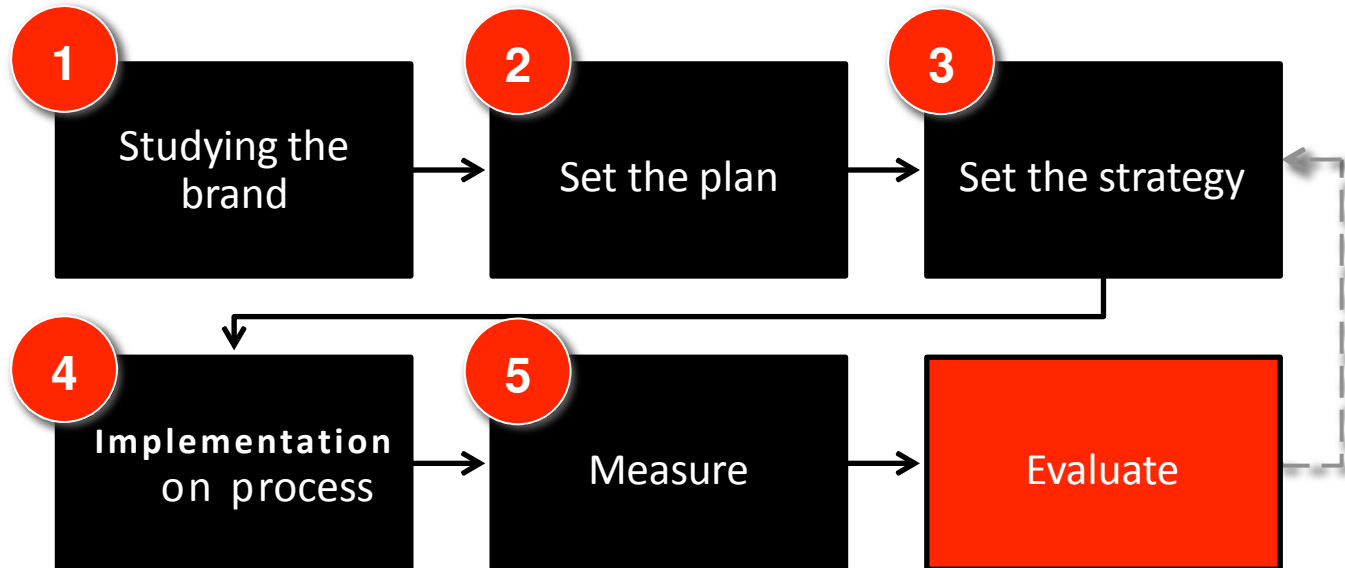 1
Studying the
brand
2
Set the plan
3
Set the strategy
4
Implementation
on process
5
Measure
Evaluate